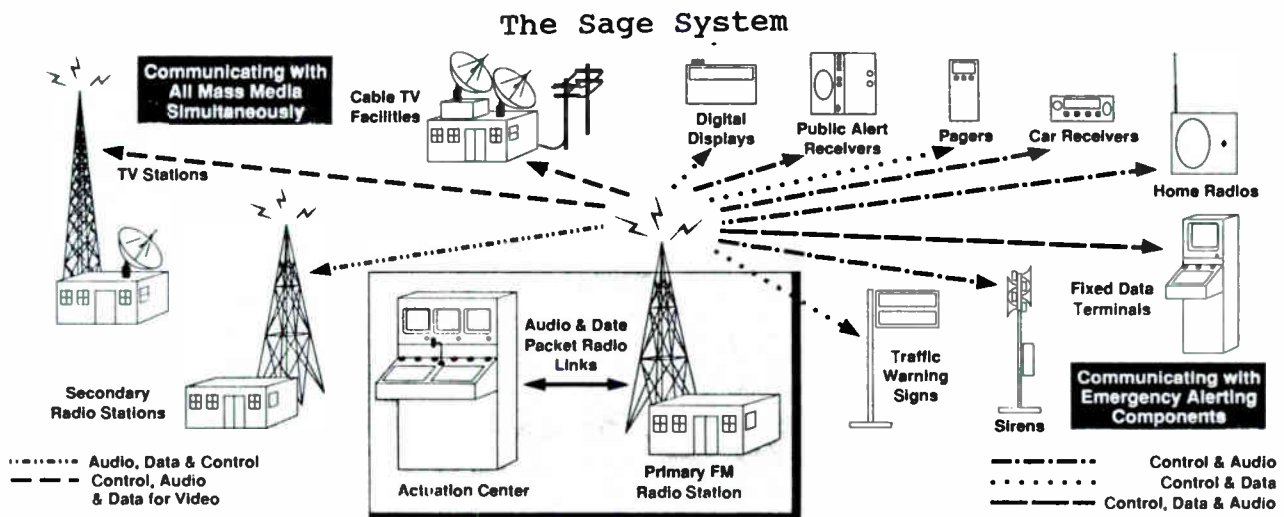 The Sage System
Communicating with
All Mass Media
Simultaneously
Cable TV
Facilities
TV Stations
Digital
Displays
Public Alert
Receivers
Pagers
Car Receivers
Home Radios
Fixed Data
Terminals
Audio & Date
Packet Radio
Links
Traffic
Warning
Signs
Sirens
Secondary
Radio Stations
Actuation Center
Primary FM
Radio Station
Communicating with
Emergency Alerting
Components
Audio, Data & Control
Control, Audio
& Data for Video
Control & Audio
Control & Data
Control, Data & Audio